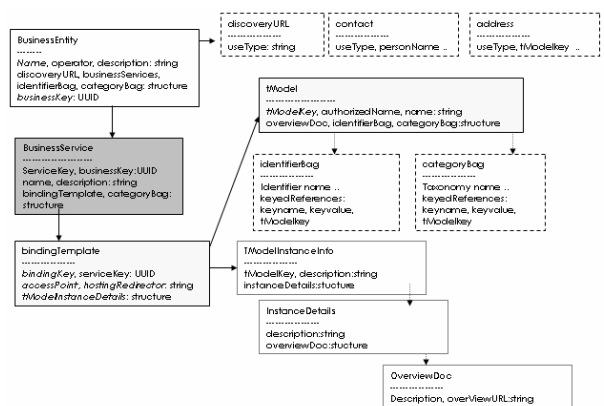 BusinessEntity
--------
Name, operator, description: string
discoveryURL, businessServices,
identifierBag, categoryBag: structure
businessKey: UUID
discoveryURL
----------------
useType: string
contact
----------------
useType, personName ..
address
----------------
useType, tModelkey ..
tModel
---------------------
tModelKey, authorizedName, name: string
overviewDoc, identifierBag, categoryBag:structure
BusinessService
---------------------
ServiceKey, businessKey:UUID
name, description: string
bindingTemplate, categoryBag:
structure
identifierBag
----------------
Identifier name ..
keyedReferences:
keyname, keyvalue,
tModelkey
categoryBag
----------------
Taxonomy name ..
keyedReferences:
keyname, keyvalue,
tModelkey
bindingTemplate
----------------
bindingKey, serviceKey: UUID
accessPoint, hostingRedirector: string
tModelInstanceDetails: structure
TModelInstanceInfo
----------------
tModelKey, description:string
instanceDetails:stucture
InstanceDetails
----------------
description:string
overviewDoc:stucture
OverviewDoc
----------------
Description, overViewURL:string